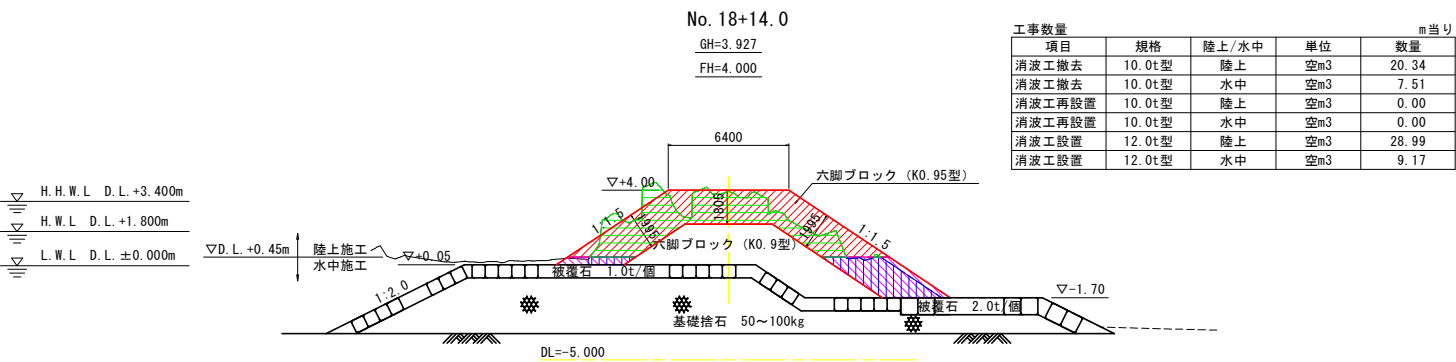 No.18+14.0
GH=3.927
FH=4.000
工事数量 m当り
項目 規格 陸上/水中 単位 数量
消波工撤去 10.0t型 陸上 空m3 20.34
消波工撤去 10.0t型 水中 空m3 7.51
消波工再設置 10.0t型 陸上 空m3 0.00
消波工再設置 10.0t型 水中 空m3 0.00
消波工設置 12.0t型 陸上 空m3 28.99
消波工設置 12.0t型 水中 空m3 9.17
6400
▽+4.00
六脚ブロック (K0.95型)
H.H.W.L D.L.+3.400m
H.W.L D.L.+1.800m
L.W.L D.L.±0.000m
▽D.L.+0.45m
陸上施工
水中施工
▽+0.05
1:1.5
1995
1805
1995
1:1.5
六脚ブロック (K0.9型)
被覆石 1.0t/個
1:2.0
▽-1.70
被覆石 2.0t/個
基礎捨石 50～100kg
DL=-5.000